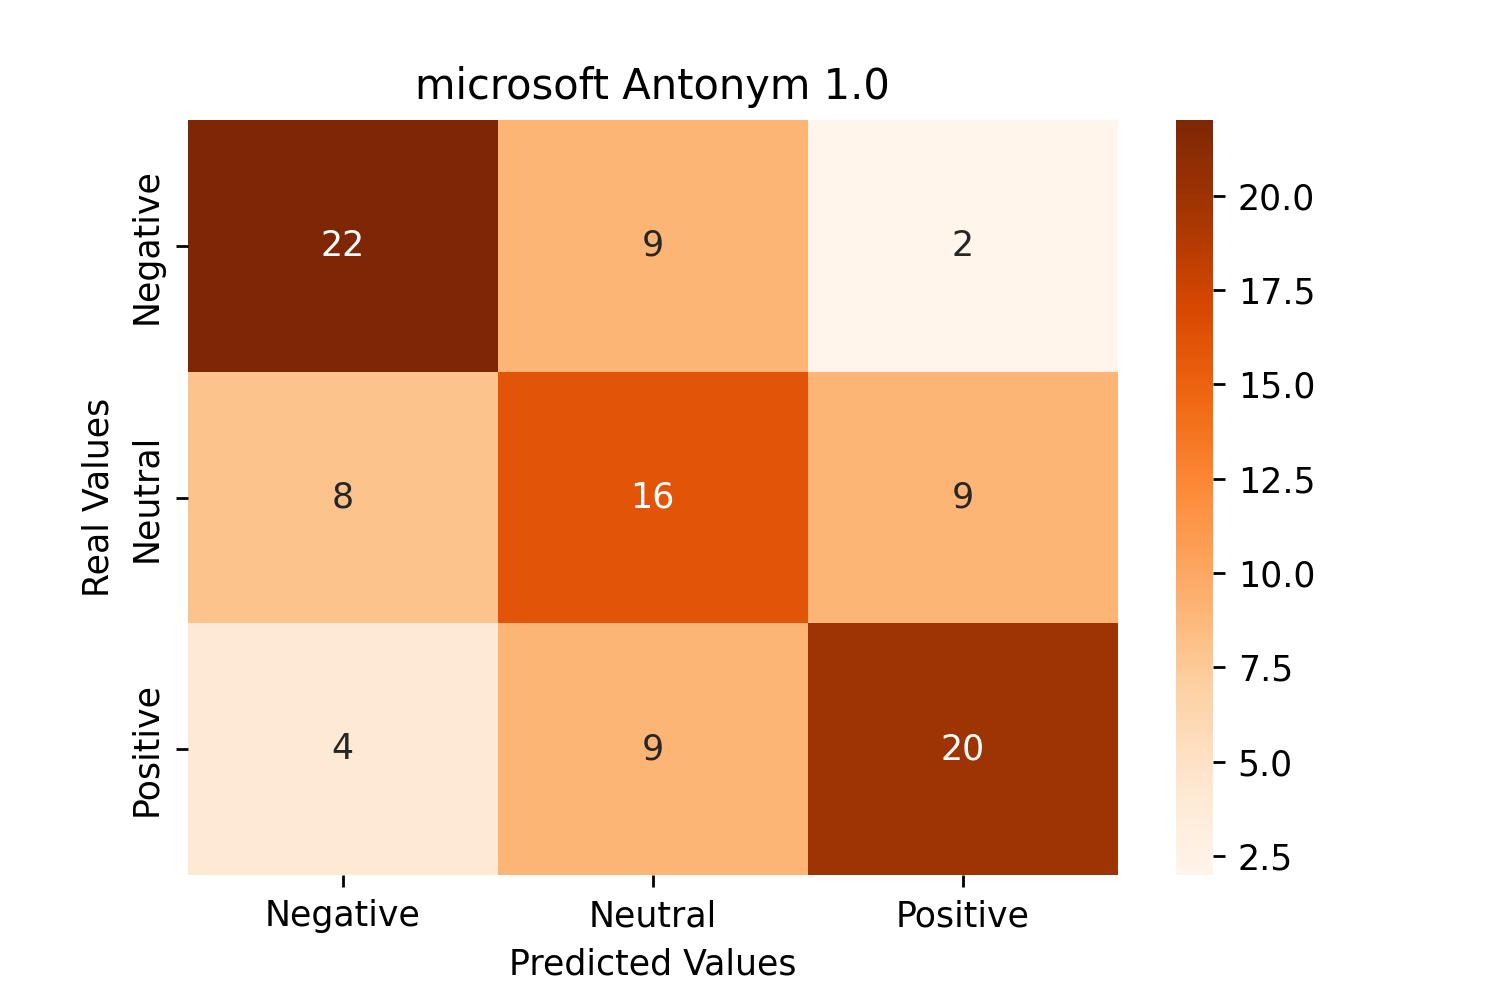 microsoft Antonym 1.0
Real Values
Negative
22 9 2
Neutral
8 16 9
Positive
4 9 20
Negative Neutral Positive
Predicted Values
20.0
17.5
15.0
12.5
10.0
7.5
5.0
2.5